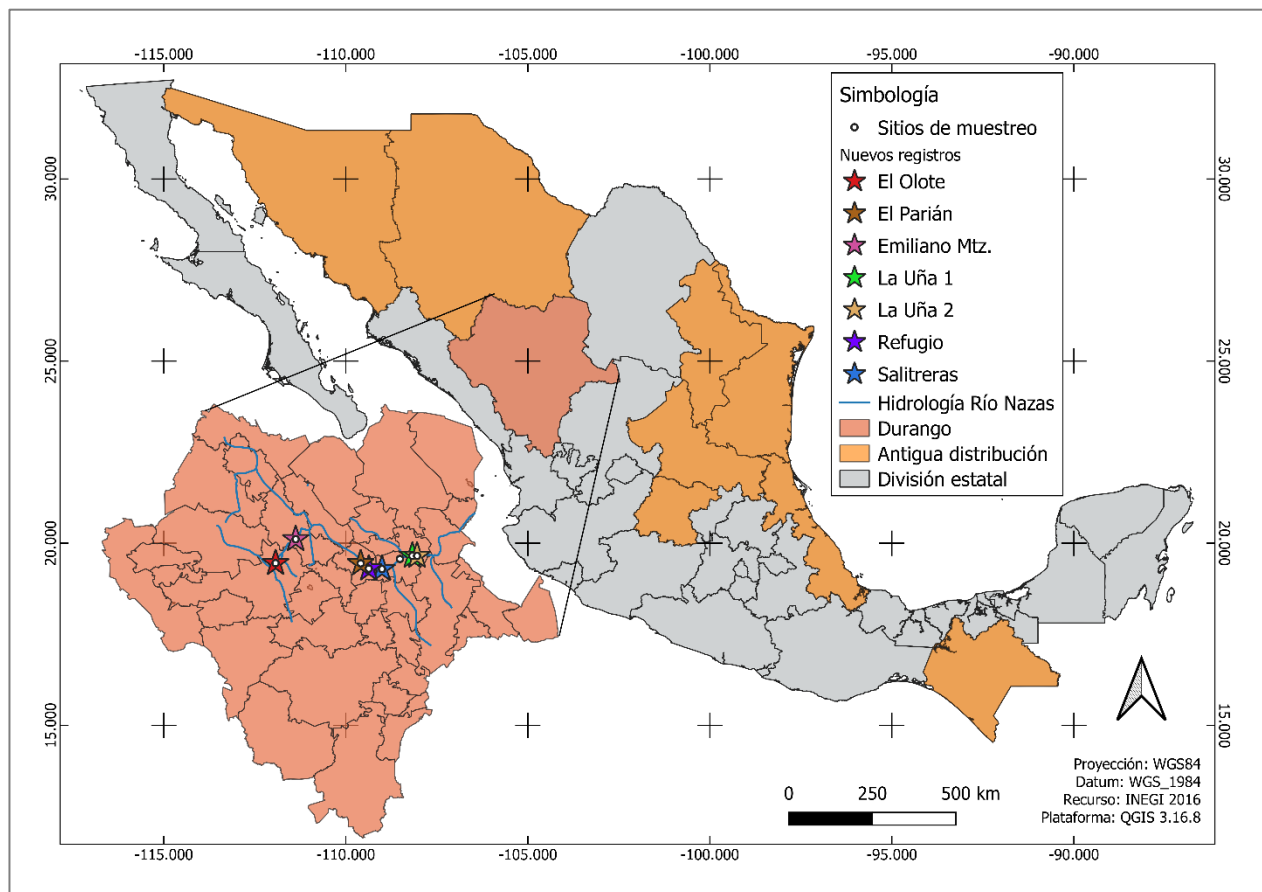 -115.000 -110.000 -105.000 -100.000 -95.000 -90.000
Simbología
Sitios de muestreo
Nuevos registros
El Olote
El Parián
Emiliano Mtz.
La Uña 1
La Uña 2
Refugio
Salitreras
Hidrología Río Nazas
Durango
Antigua distribución
División estatal
30.000 30.000
25.000 25.000
20.000 20.000
15.000 15.000
Proyección: WGS84
Datum: WGS_1984
Recurso: INEGI 2016
Plataforma: QGIS 3.16.8
0 250 500 km
-115.000 -110.000 -105.000 -100.000 -95.000 -90.000